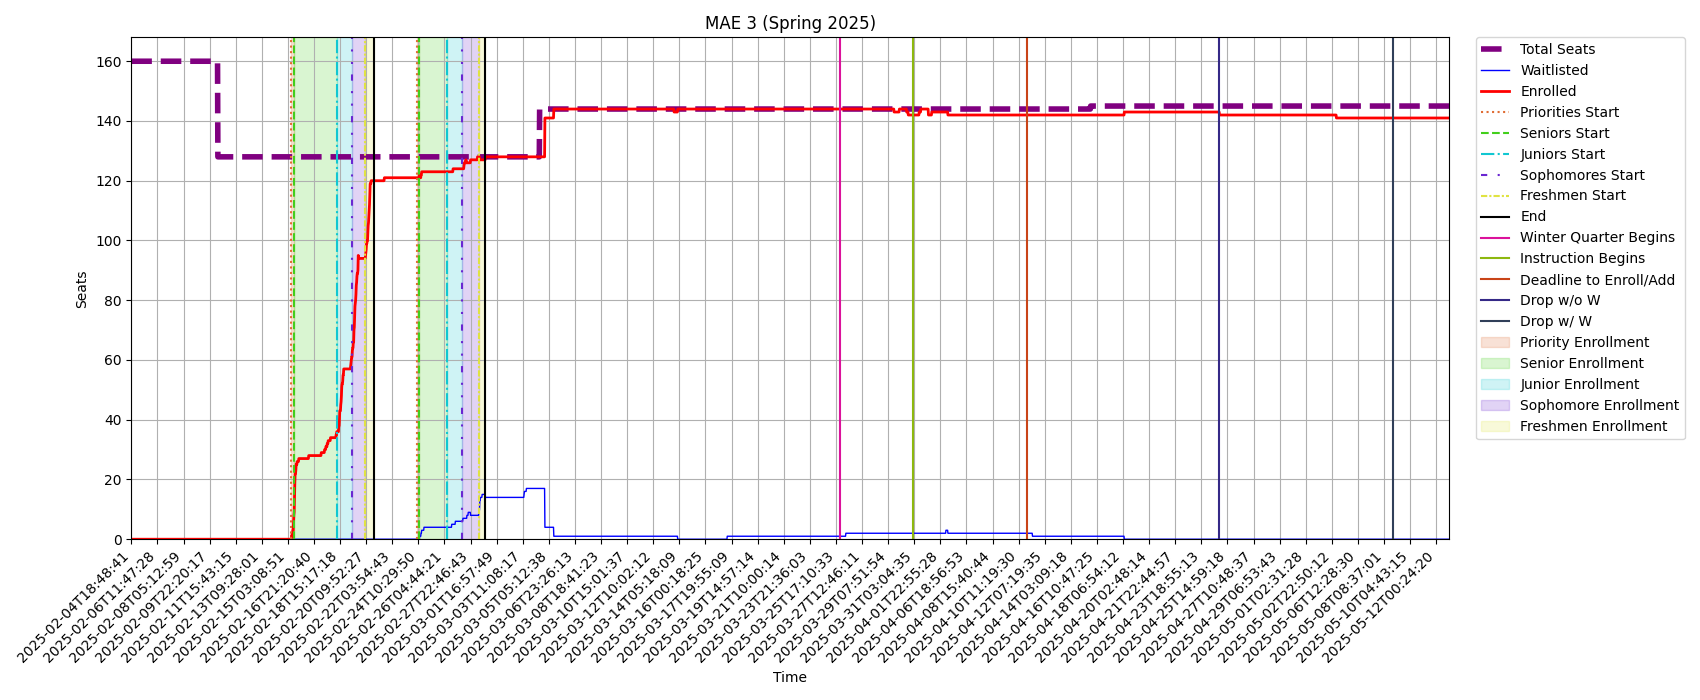 MAE 3 (Spring 2025)
Seats
160
140
120
100
80
60
40
20
0
2025-02-04T18:48:41
2025-02-06T11:47:28
2025-02-08T05:12:59
2025-02-09T22:20:17
2025-02-11T15:43:15
2025-02-13T09:28:01
2025-02-15T03:08:51
2025-02-16T21:20:40
2025-02-18T15:17:18
2025-02-20T09:52:27
2025-02-22T03:54:43
2025-02-24T10:29:50
2025-02-26T04:44:21
2025-02-27T22:46:43
2025-03-01T16:57:49
2025-03-03T11:08:17
2025-03-05T05:12:38
2025-03-06T23:26:13
2025-03-08T18:41:23
2025-03-10T15:01:37
2025-03-12T10:02:12
2025-03-14T05:18:09
2025-03-16T00:18:25
2025-03-17T19:55:09
2025-03-19T14:57:14
2025-03-21T10:00:14
2025-03-23T21:36:03
2025-03-25T17:10:33
2025-03-27T12:46:11
2025-03-29T07:51:54
2025-03-31T03:04:35
2025-04-01T22:55:28
2025-04-06T18:56:53
2025-04-08T15:40:44
2025-04-10T11:19:30
2025-04-12T07:19:35
2025-04-14T03:09:18
2025-04-16T10:47:25
2025-04-18T06:54:12
2025-04-20T02:48:14
2025-04-21T22:44:57
2025-04-23T18:55:13
2025-04-25T14:59:18
2025-04-27T10:48:37
2025-04-29T06:53:43
2025-05-01T02:31:28
2025-05-02T22:50:12
2025-05-06T12:28:30
2025-05-08T08:37:01
2025-05-10T04:43:15
2025-05-12T00:24:20
Time
Total Seats
Waitlisted
Enrolled
Priorities Start
Seniors Start
Juniors Start
Sophomores Start
Freshmen Start
End
Winter Quarter Begins
Instruction Begins
Deadline to Enroll/Add
Drop w/o W
Drop w/ W
Priority Enrollment
Senior Enrollment
Junior Enrollment
Sophomore Enrollment
Freshmen Enrollment